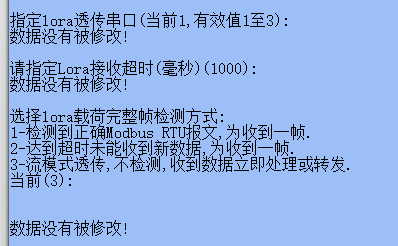 指定lora透传串口(当前1,有效值1至3):
数据没有被修改!
请指定Lora接收超时(毫秒)(1000):
数据没有被修改!
选择lora载荷完整帧检测方式:
1-检测到正确Modbus RTU报文,为收到一帧.
2-达到超时未能收到新数据,为收到一帧.
3-流模式透传,不检测,收到数据立即处理或转发.
当前(3):
数据没有被修改!